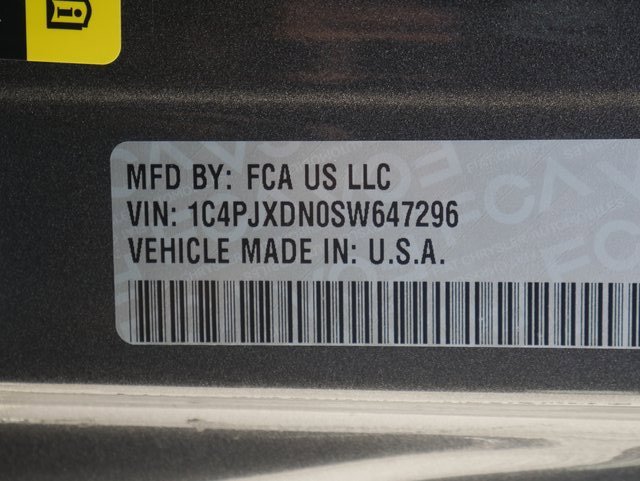 MFD BY: FCA US LLC
VIN: 1C4PJXDN0SW647296
VEHICLE MADE IN: U.S.A.